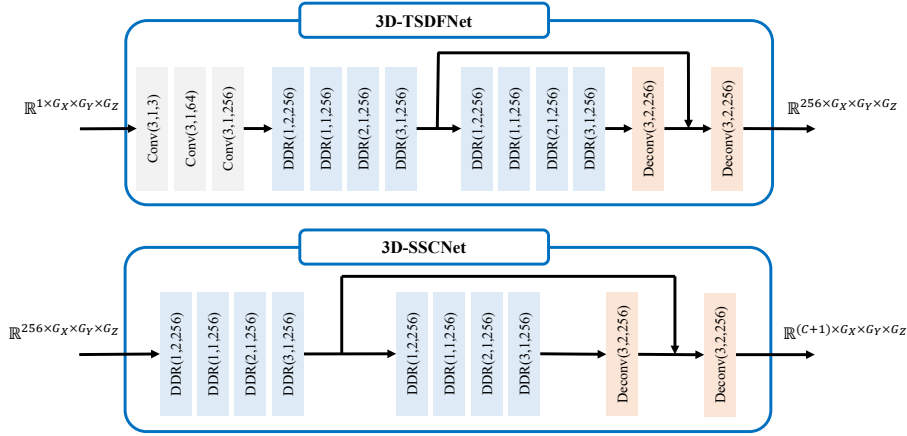 3D-TSDFNet
ℝ^{1×G_X×G_Y×G_Z}
Conv(3,1,3)
Conv(3,1,64)
Conv(3,1,256)
DDR(1,2,256)
DDR(1,1,256)
DDR(2,1,256)
DDR(3,1,256)
DDR(1,2,256)
DDR(1,1,256)
DDR(2,1,256)
DDR(3,1,256)
Deconv(3,2,256)
Deconv(3,2,256)
ℝ^{256×G_X×G_Y×G_Z}
3D-SSCNet
ℝ^{256×G_X×G_Y×G_Z}
DDR(1,2,256)
DDR(1,1,256)
DDR(2,1,256)
DDR(3,1,256)
DDR(1,2,256)
DDR(1,1,256)
DDR(2,1,256)
DDR(3,1,256)
Deconv(3,2,256)
Deconv(3,2,256)
ℝ^{(C+1)×G_X×G_Y×G_Z}